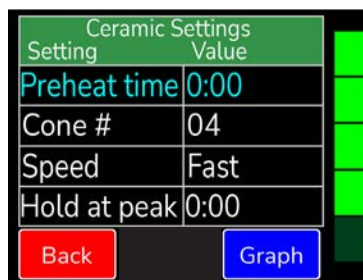 Ceramic Settings
Setting Value
Preheat time 0:00
Cone # 04
Speed Fast
Hold at peak 0:00
Back Graph